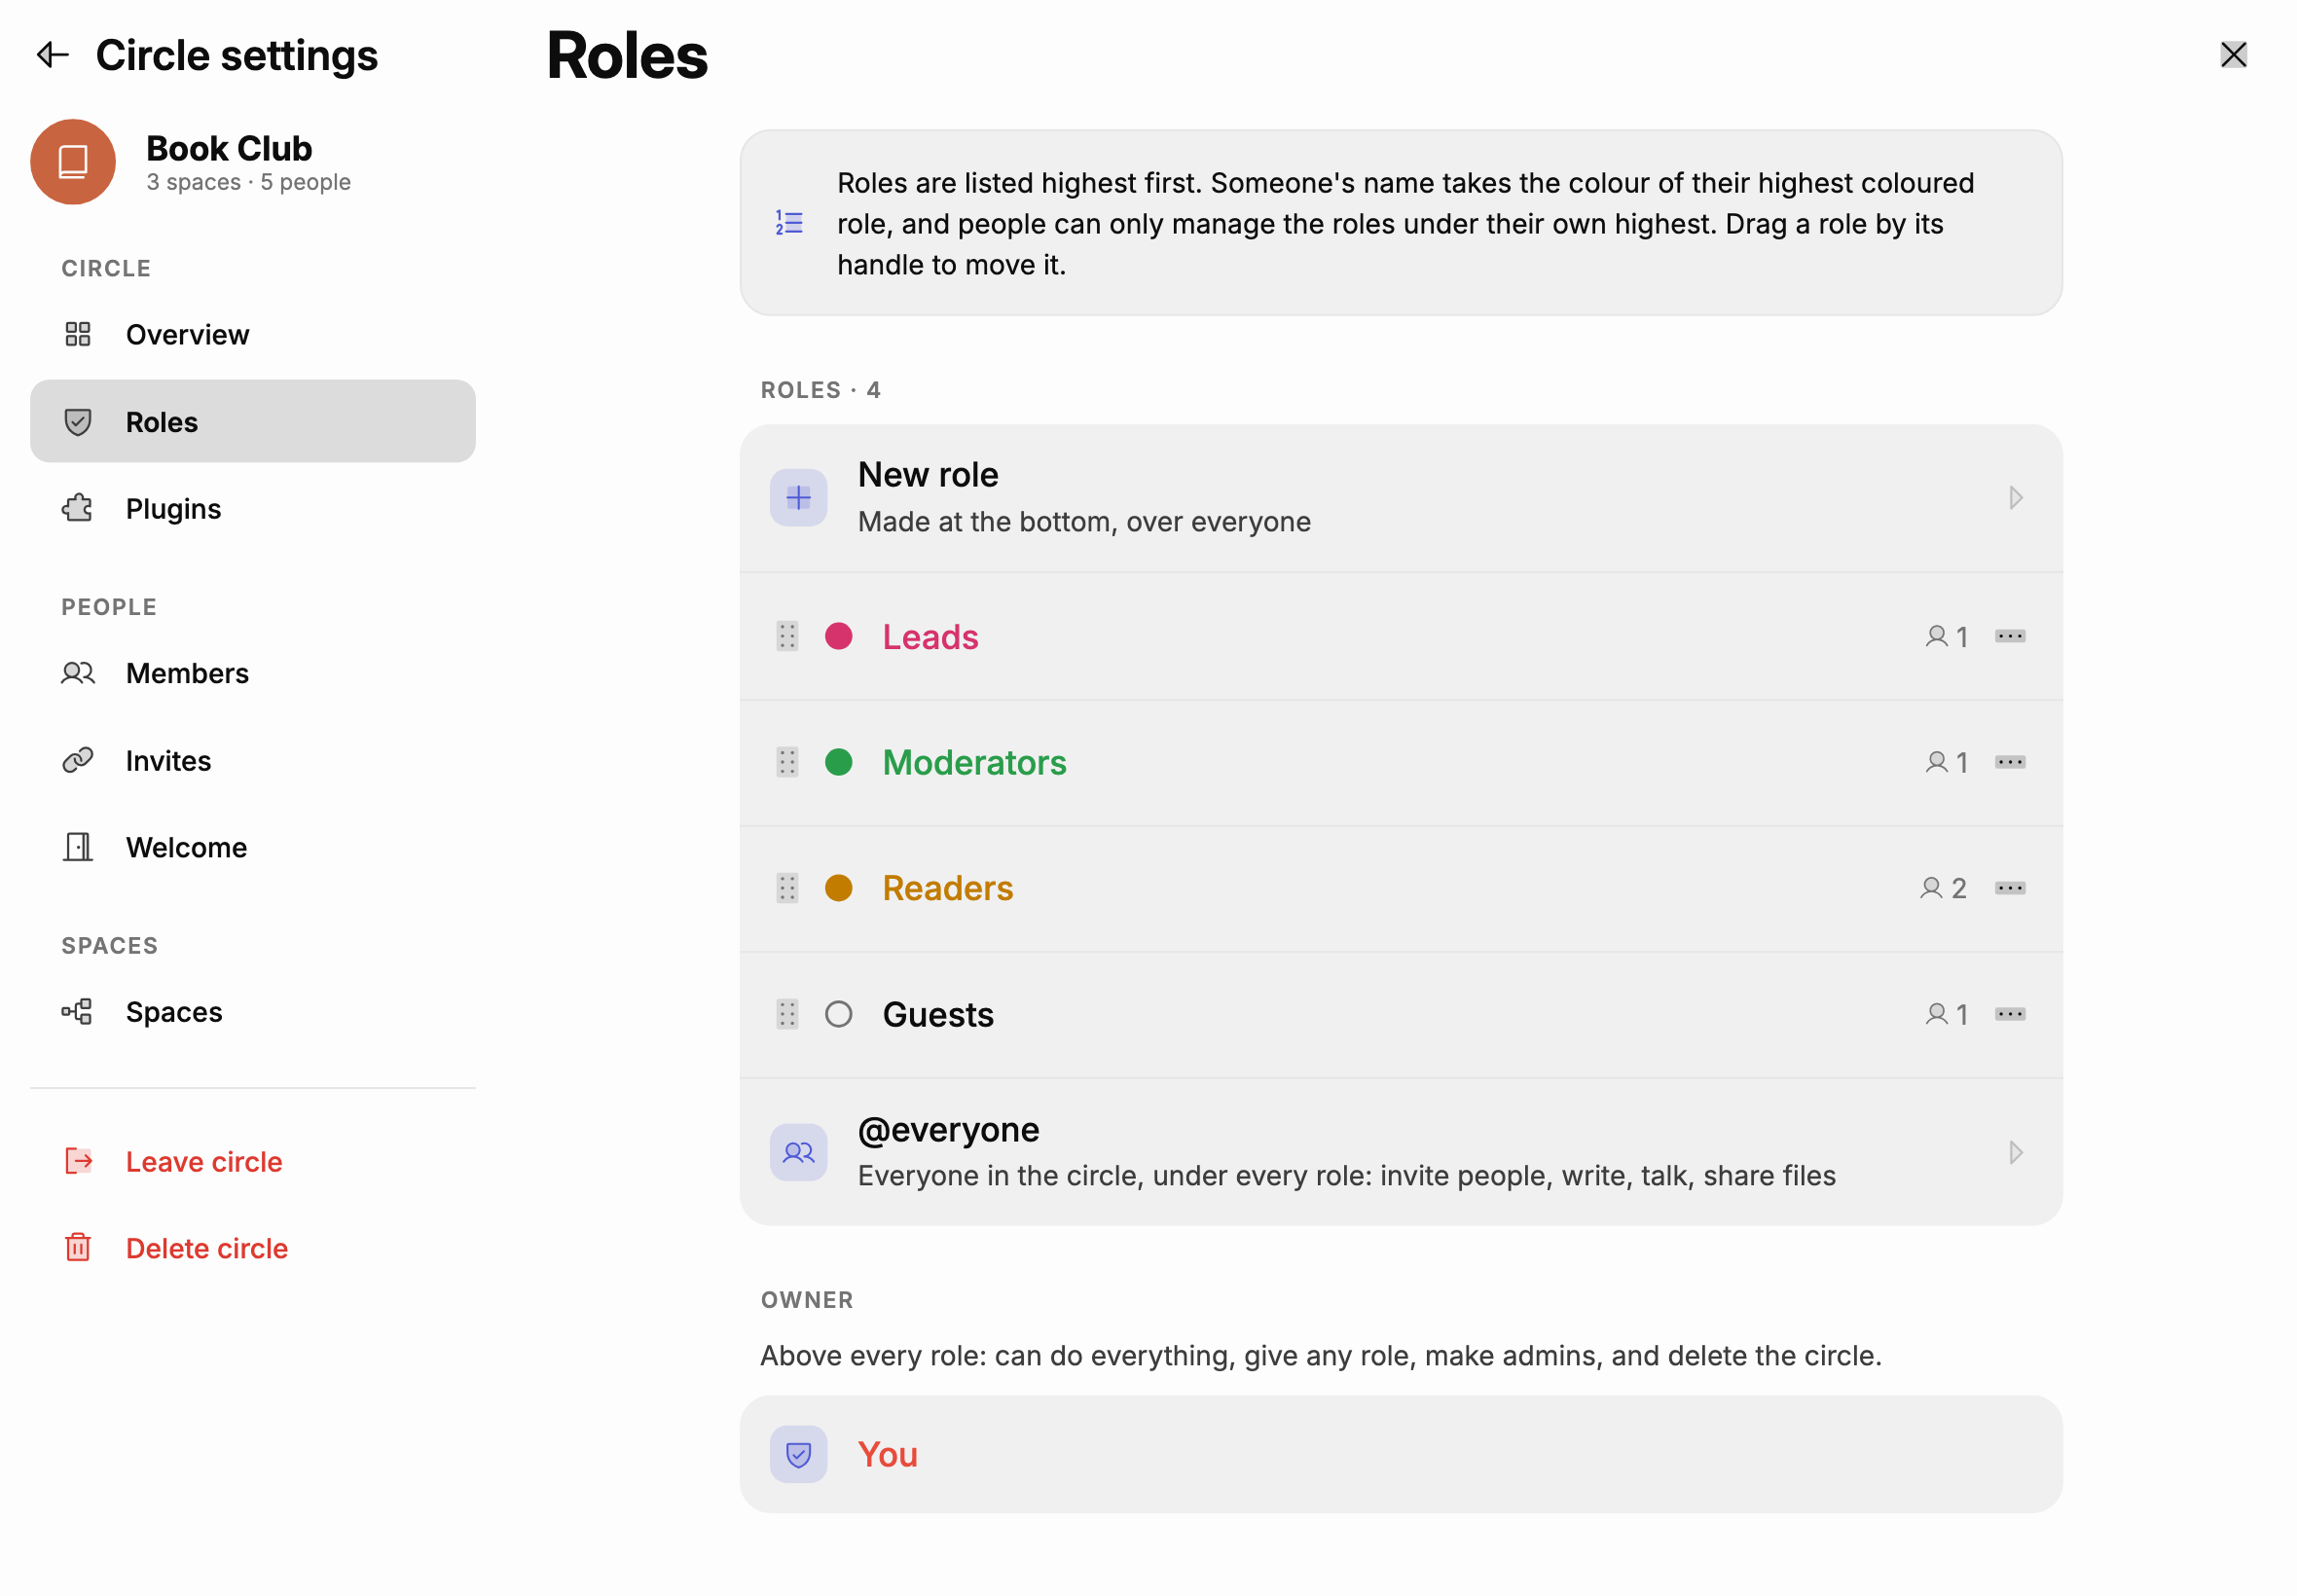 Circle settings
Book Club
3 spaces · 5 people
CIRCLE
Overview
Roles
Plugins
PEOPLE
Members
Invites
Welcome
SPACES
Spaces
Leave circle
Delete circle
Roles
Roles are listed highest first. Someone's name takes the colour of their highest coloured
role, and people can only manage the roles under their own highest. Drag a role by its
handle to move it.
ROLES · 4
New role
Made at the bottom, over everyone
Leads
1
Moderators
1
Readers
2
Guests
1
@everyone
Everyone in the circle, under every role: invite people, write, talk, share files
OWNER
Above every role: can do everything, give any role, make admins, and delete the circle.
You